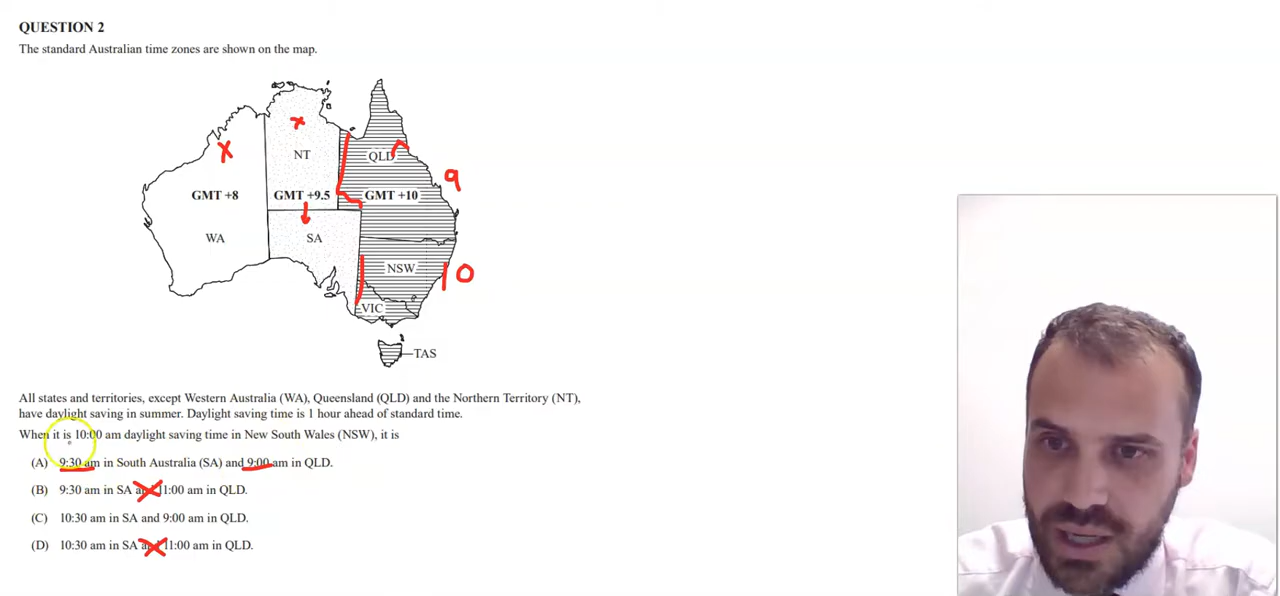 QUESTION 2
The standard Australian time zones are shown on the map.
NT
QLD
9
GMT +8
GMT +9.5
GMT +10
WA
SA
NSW
10
VIC
TAS
All states and territories, except Western Australia (WA), Queensland (QLD) and the Northern Territory (NT),
have daylight saving in summer. Daylight saving time is 1 hour ahead of standard time.
When it is 10:00 am daylight saving time in New South Wales (NSW), it is
(A) 9:30 am in South Australia (SA) and 9:00 am in QLD.
(B) 9:30 am in SA and 11:00 am in QLD.
(C) 10:30 am in SA and 9:00 am in QLD.
(D) 10:30 am in SA and 11:00 am in QLD.